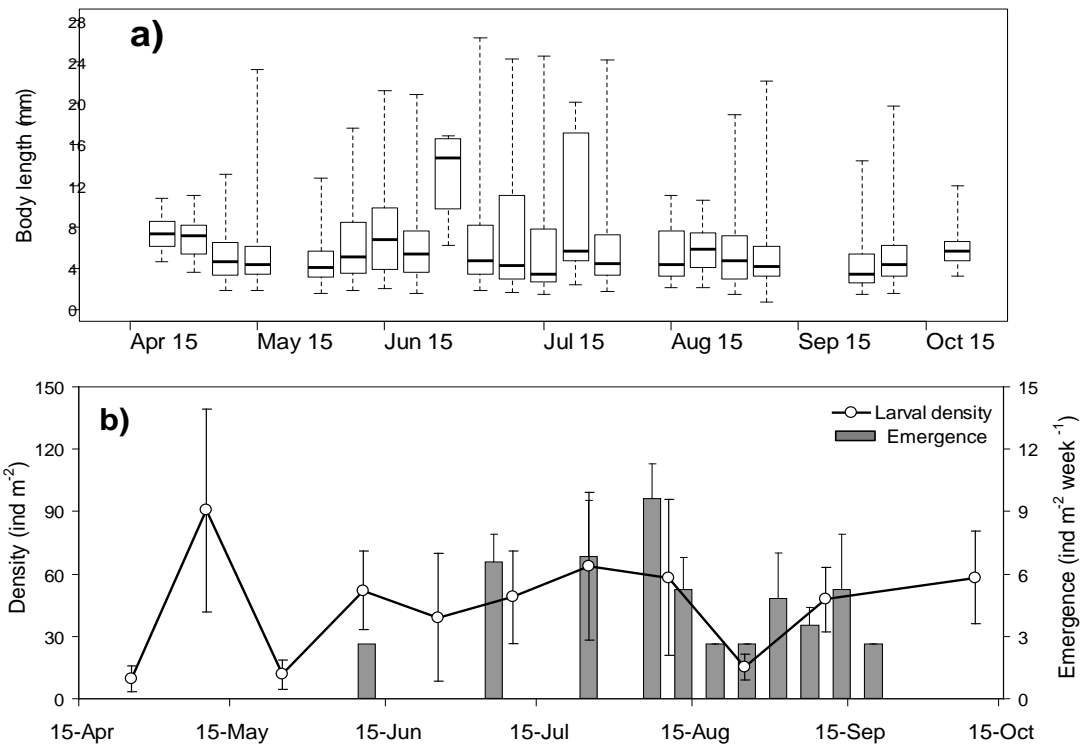 a)
28
24
20
16
12
8
4
0
Body length (mm)
Apr 15 May 15 Jun 15 Jul 15 Aug 15 Sep 15 Oct 15
b)
150
120
90
60
30
0
Density (ind m-2)
Larval density
Emergence
15
12
9
6
3
0
Emergence (ind m-2 week -1)
15-Apr 15-May 15-Jun 15-Jul 15-Aug 15-Sep 15-Oct